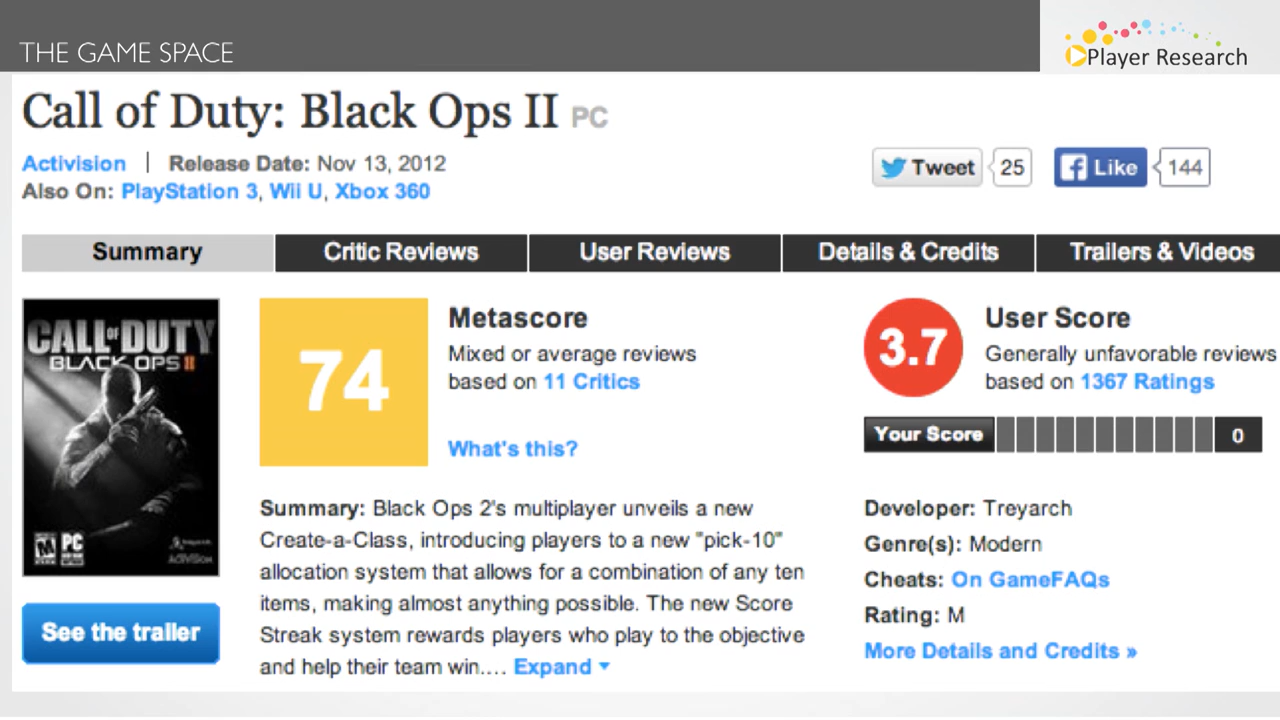 THE GAME SPACE
Player Research
Call of Duty: Black Ops II PC
Activision | Release Date: Nov 13, 2012
Also On: PlayStation 3, Wii U, Xbox 360
Tweet 25 Like 144
Summary Critic Reviews User Reviews Details & Credits Trailers & Videos
CALL OF DUTY
BLACK OPS II
M PC
ACTIVISION
See the trailer
74
Metascore
Mixed or average reviews
based on 11 Critics
What's this?
3.7
User Score
Generally unfavorable reviews
based on 1367 Ratings
Your Score 0
Summary: Black Ops 2's multiplayer unveils a new
Create-a-Class, introducing players to a new "pick-10"
allocation system that allows for a combination of any ten
items, making almost anything possible. The new Score
Streak system rewards players who play to the objective
and help their team win.... Expand
Developer: Treyarch
Genre(s): Modern
Cheats: On GameFAQs
Rating: M
More Details and Credits »